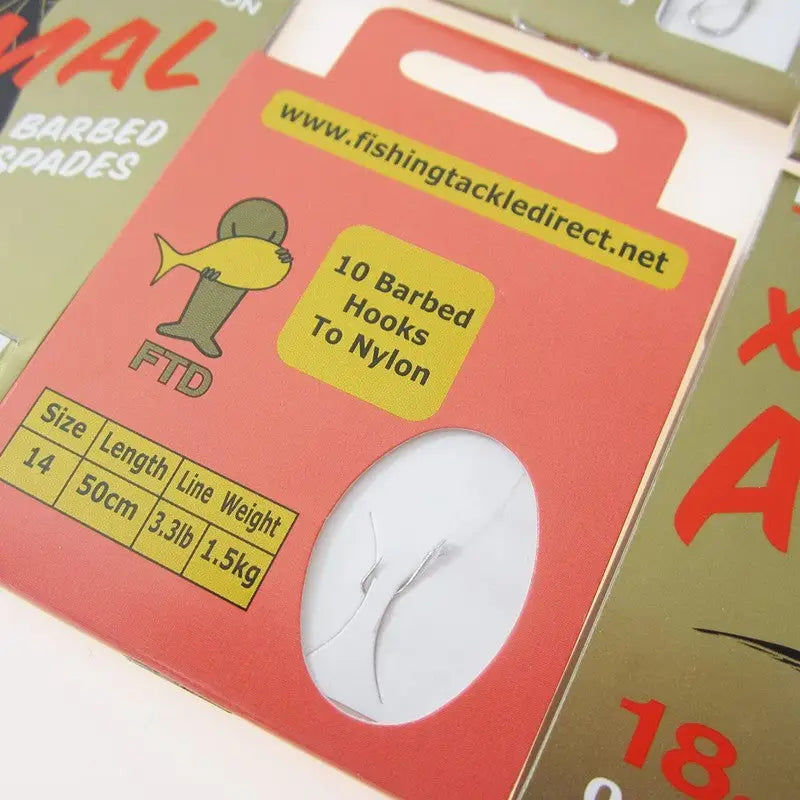 MAL
BARBED
SPADES
www.fishingtackledirect.net
10 Barbed
Hooks
To Nylon
FTD
Size Length Line Weight
14 50cm 3.3lb 1.5kg
A
18